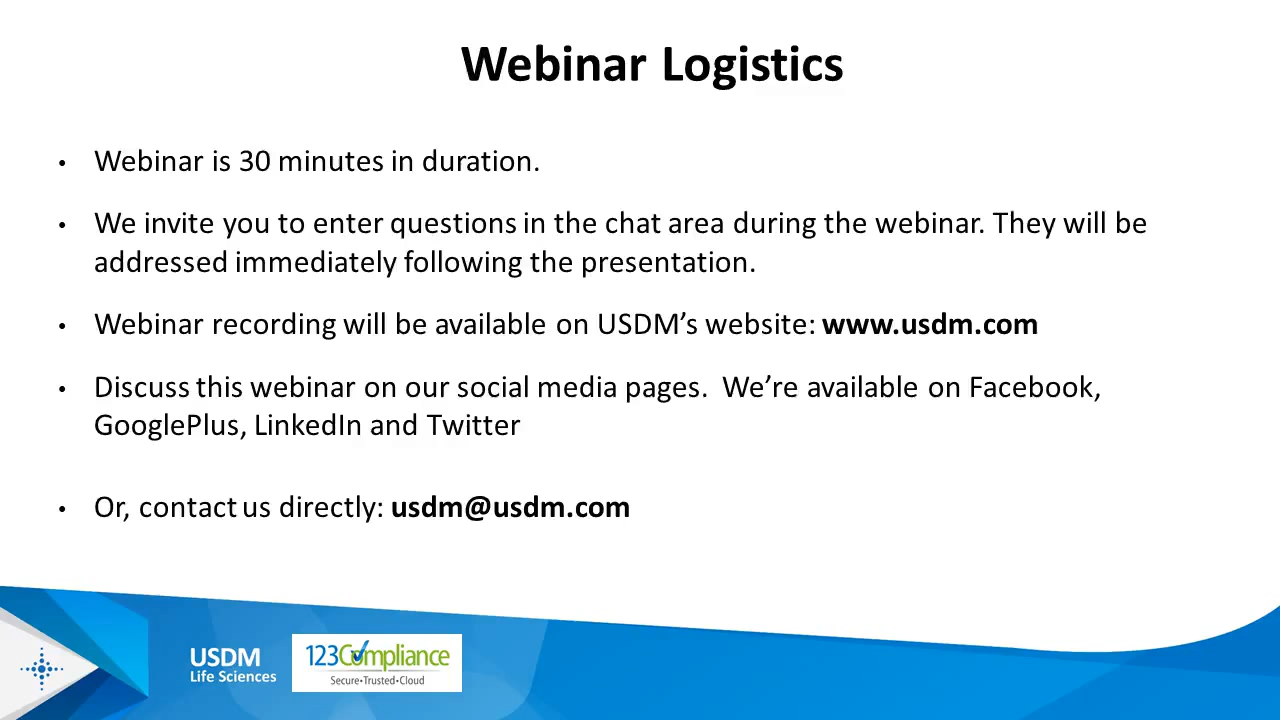 Webinar Logistics
• Webinar is 30 minutes in duration.
• We invite you to enter questions in the chat area during the webinar. They will be
addressed immediately following the presentation.
• Webinar recording will be available on USDM’s website: www.usdm.com
• Discuss this webinar on our social media pages.  We’re available on Facebook,
GooglePlus, LinkedIn and Twitter
• Or, contact us directly: usdm@usdm.com
USDM
Life Sciences
123Compliance
Secure•Trusted•Cloud